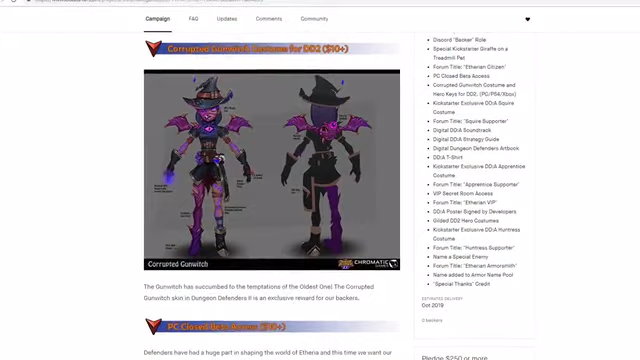 Campaign FAQ Updates Comments Community
Corrupted Gunwitch Costume for DD2 ($10+)
Corrupted Gunwitch
CHROMATIC
The Gunwitch has succumbed to the temptations of the Oldest One! The Corrupted
Gunwitch skin in Dungeon Defenders II is an exclusive reward for our backers.
PC Closed Beta Access ($10+)
Defenders have had a huge part in shaping the world of Etheria and this time we want our
Discord "Backer" Role
Special Kickstarter Giraffe on a
Treadmill Pet
Forum Title: "Etherian Citizen"
PC Closed Beta Access
Corrupted Gunwitch Costume and
Hero Keys for DD2. (PC/PS4/Xbox)
Kickstarter Exclusive DD:A Squire
Costume
Forum Title: "Squire Supporter"
Digital DD:A Soundtrack
Digital DD:A Strategy Guide
Digital Dungeon Defenders Artbook
DD:A T-Shirt
Kickstarter Exclusive DD:A Apprentice
Costume
Forum Title: "Apprentice Supporter"
VIP Secret Room Access
Forum Title: "Etherian VIP"
DD:A Poster Signed by Developers
Gilded DD2 Hero Costumes
Kickstarter Exclusive DD:A Huntress
Costume
Forum Title: "Huntress Supporter"
Name a Special Enemy
Forum Title: "Etherian Armorsmith"
Name added to Armor Name Pool
"Special Thanks" Credit
ESTIMATED DELIVERY
Oct 2019
0 backers
Pledge $250 or more